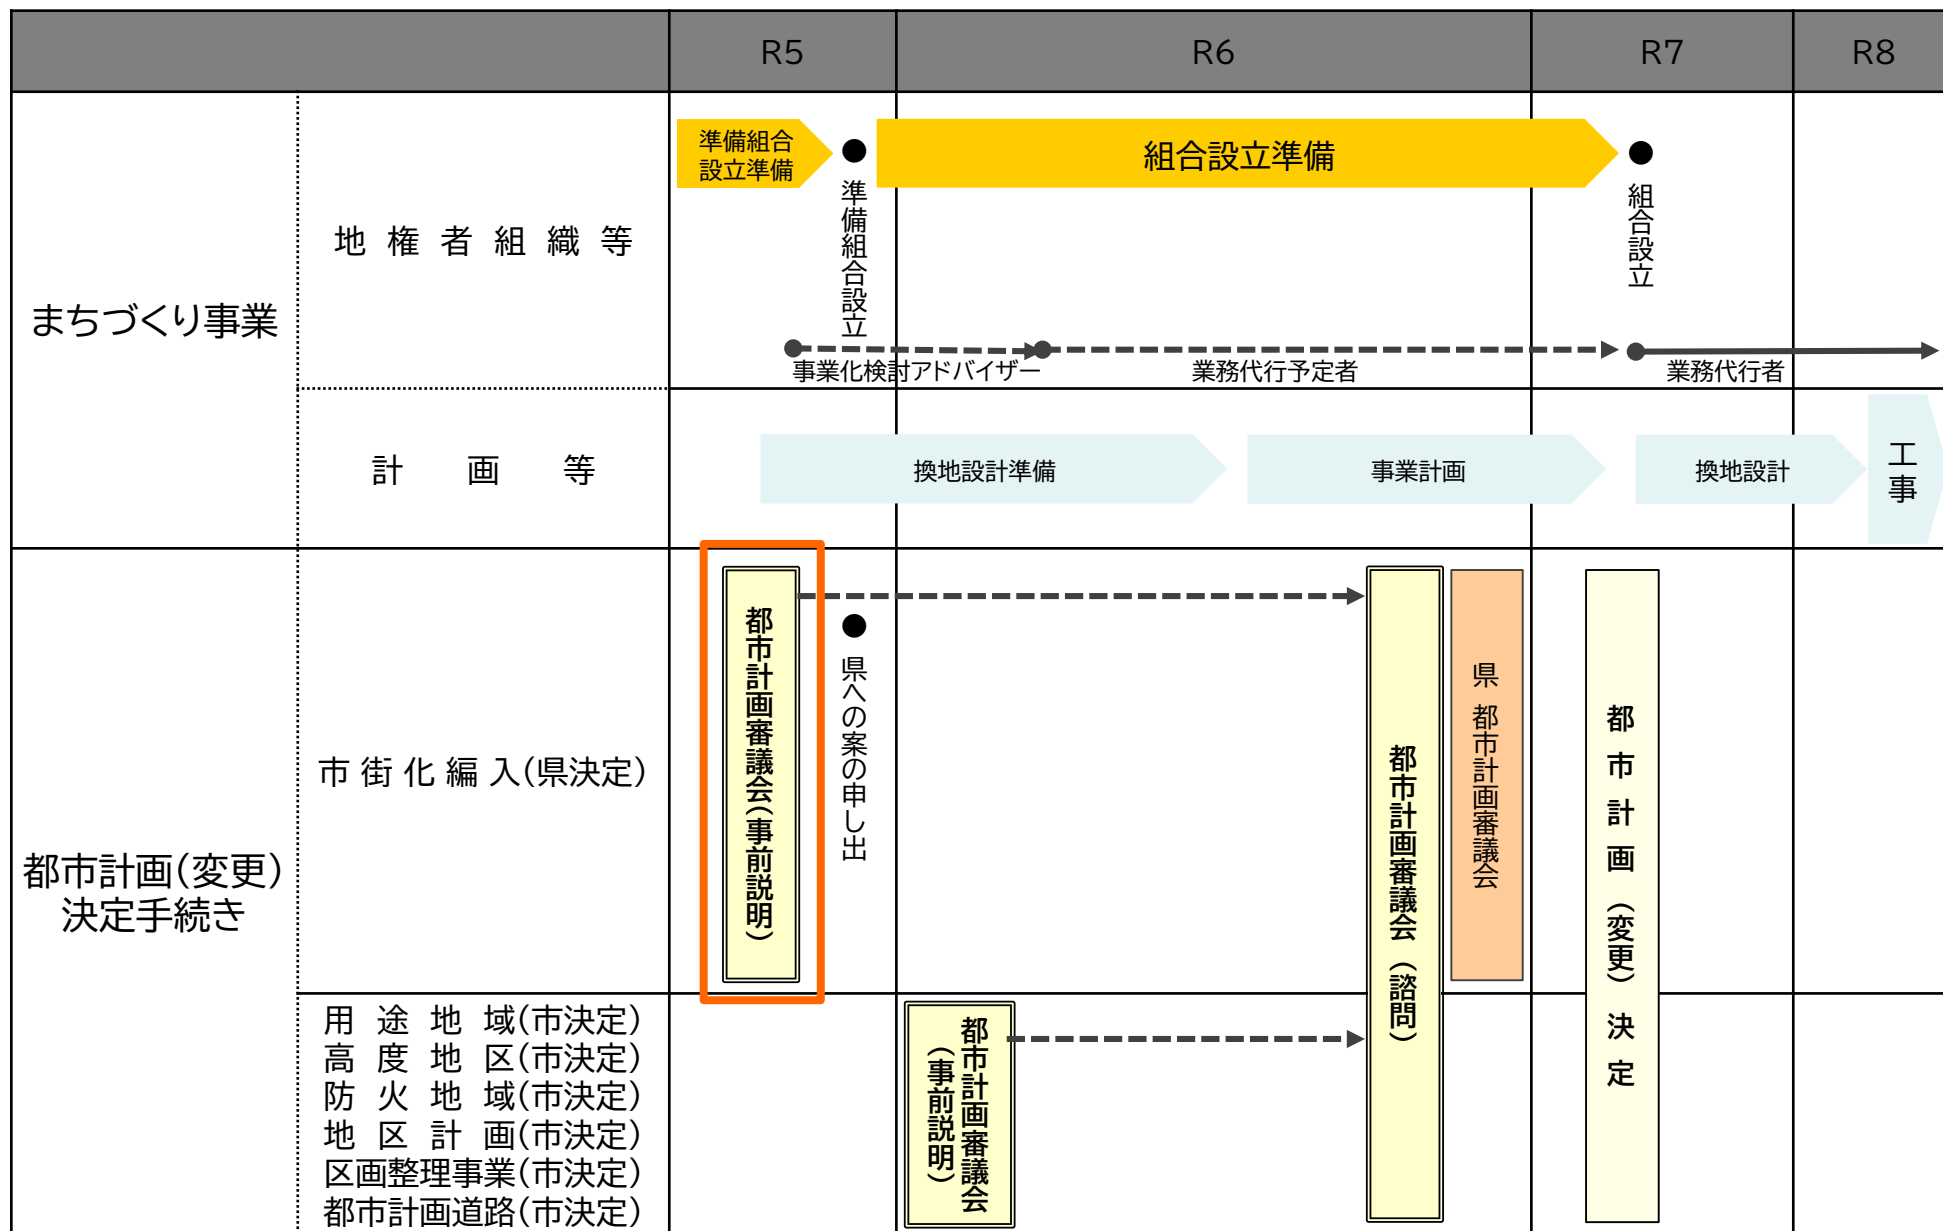 R5
R6
R7
R8
まちづくり事業
地権者組織等
準備組合
設立準備
準備組合設立
組合設立準備
組合設立
事業化検討アドバイザー
業務代行予定者
業務代行者
計画等
換地設計準備
事業計画
換地設計
工事
都市計画(変更)
決定手続き
市街化編入(県決定)
都市計画審議会(事前説明)
県への案の申し出
都市計画審議会(諮問)
県 都市計画審議会
都市計画(変更)決定
用途地域(市決定)
高度地区(市決定)
防火地域(市決定)
地区計画(市決定)
区画整理事業(市決定)
都市計画道路(市決定)
都市計画審議会
(事前説明)